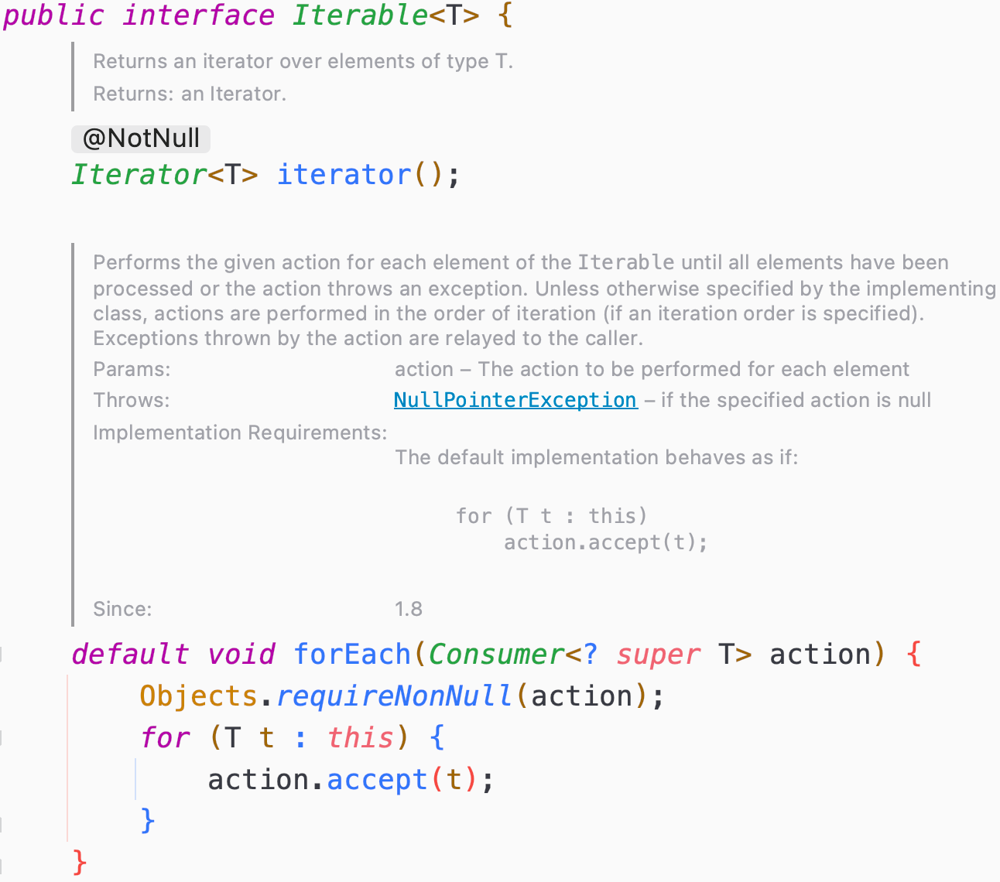 public interface Iterable<T> {
Returns an iterator over elements of type T.
Returns: an Iterator.
@NotNull
Iterator<T> iterator();
Performs the given action for each element of the Iterable until all elements have been
processed or the action throws an exception. Unless otherwise specified by the implementing
class, actions are performed in the order of iteration (if an iteration order is specified).
Exceptions thrown by the action are relayed to the caller.
Params: action – The action to be performed for each element
Throws: NullPointerException – if the specified action is null
Implementation Requirements:
The default implementation behaves as if:
for (T t : this)
action.accept(t);
Since: 1.8
default void forEach(Consumer<? super T> action) {
Objects.requireNonNull(action);
for (T t : this) {
action.accept(t);
}
}